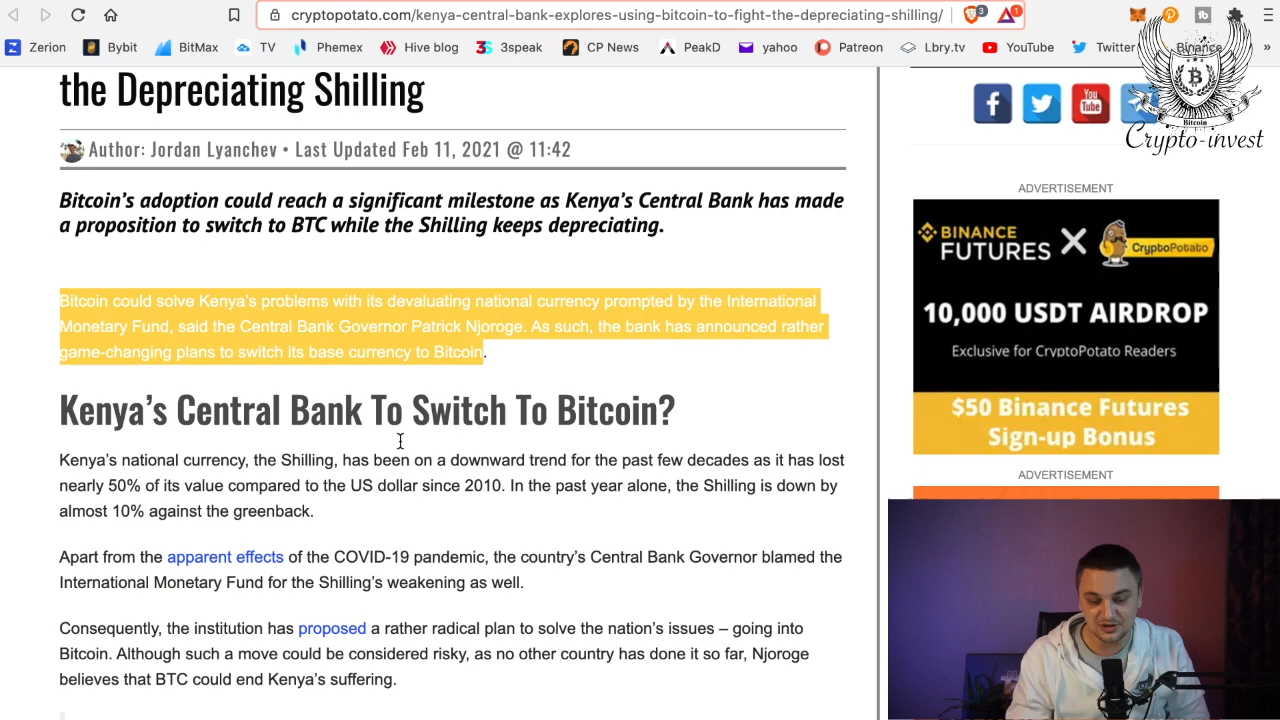 cryptopotato.com/kenya-central-bank-explores-using-bitcoin-to-fight-the-depreciating-shilling/
3
1
Zerion
Bybit
BitMax
TV
Phemex
Hive blog
3speak
CP News
PeakD
yahoo
Patreon
Lbry.tv
YouTube
Twitter
Binance
»
the Depreciating Shilling
Author: Jordan Lyanchev • Last Updated Feb 11, 2021 @ 11:42
Bitcoin’s adoption could reach a significant milestone as Kenya’s Central Bank has made
a proposition to switch to BTC while the Shilling keeps depreciating.
Bitcoin could solve Kenya’s problems with its devaluating national currency prompted by the International
Monetary Fund, said the Central Bank Governor Patrick Njoroge. As such, the bank has announced rather
game-changing plans to switch its base currency to Bitcoin.
Kenya’s Central Bank To Switch To Bitcoin?
Kenya’s national currency, the Shilling, has been on a downward trend for the past few decades as it has lost
nearly 50% of its value compared to the US dollar since 2010. In the past year alone, the Shilling is down by
almost 10% against the greenback.
Apart from the apparent effects of the COVID-19 pandemic, the country’s Central Bank Governor blamed the
International Monetary Fund for the Shilling’s weakening as well.
Consequently, the institution has proposed a rather radical plan to solve the nation’s issues – going into
Bitcoin. Although such a move could be considered risky, as no other country has done it so far, Njoroge
believes that BTC could end Kenya’s suffering.
You
Tube
Bitcoin
Crypto-invest
ADVERTISEMENT
BINANCE
FUTURES
CryptoPotato
10,000 USDT AIRDROP
Exclusive for CryptoPotato Readers
$50 Binance Futures
Sign-up Bonus
ADVERTISEMENT